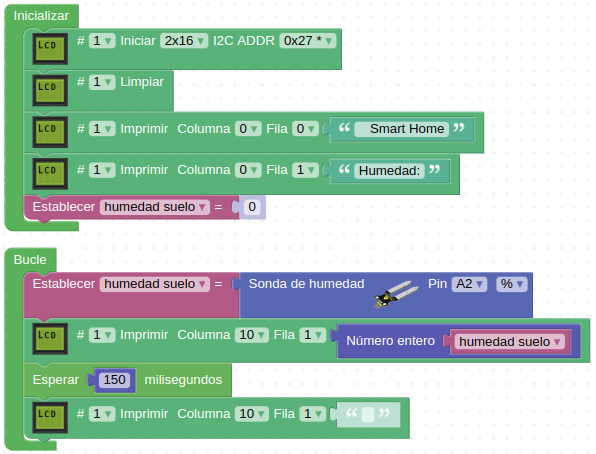 Inicializar
LCD # 1 Iniciar 2x16 I2C ADDR 0x27 *
LCD # 1 Limpiar
LCD # 1 Imprimir Columna 0 Fila 0 “ Smart Home ”
LCD # 1 Imprimir Columna 0 Fila 1 “ Humedad: ”
Establecer humedad suelo = 0
Bucle
Establecer humedad suelo = Sonda de humedad Pin A2 %
LCD # 1 Imprimir Columna 10 Fila 1 Número entero humedad suelo
Esperar 150 milisegundos
LCD # 1 Imprimir Columna 10 Fila 1 “ ”